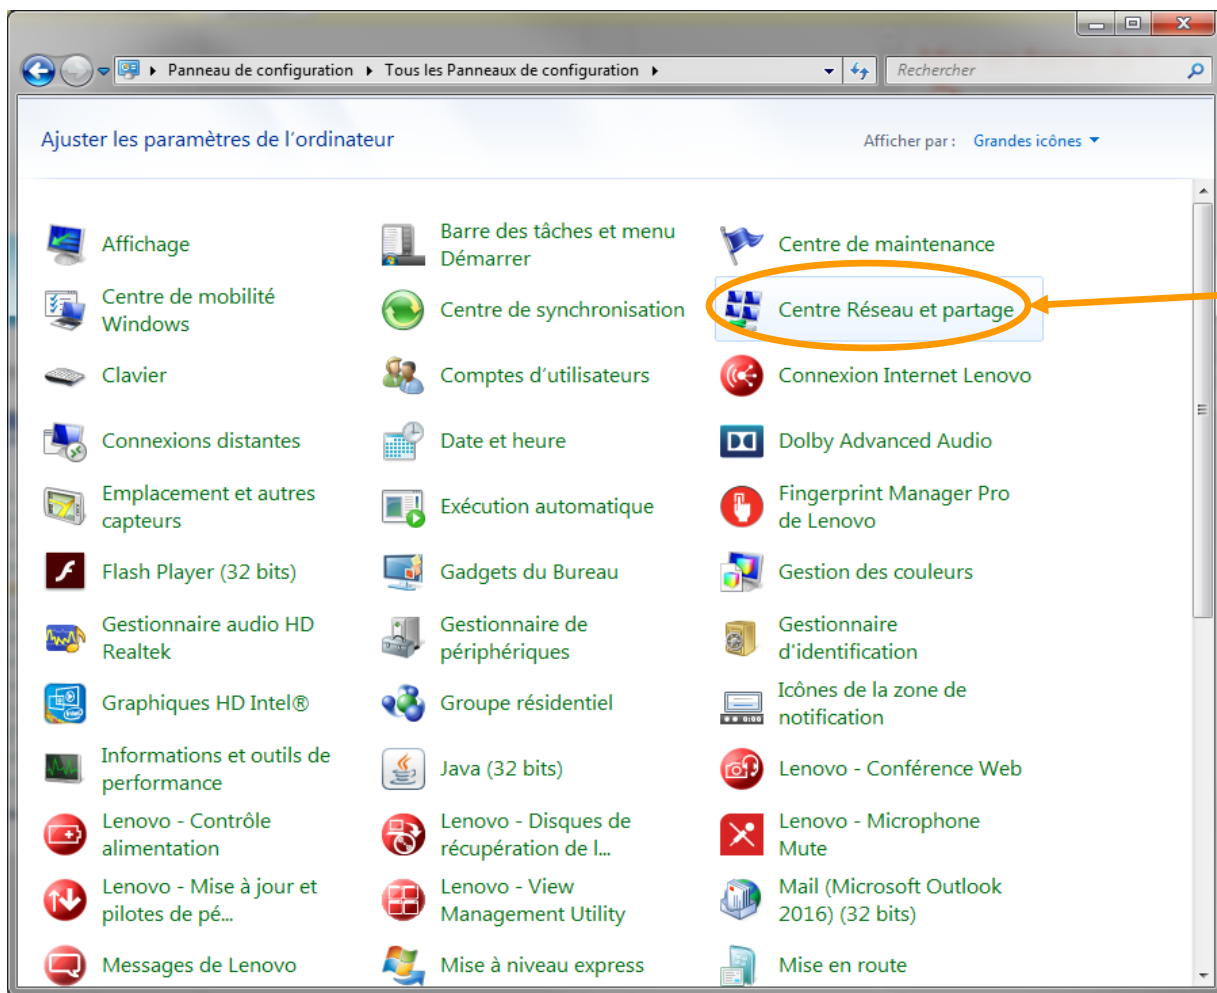 Panneau de configuration
Tous les Panneaux de configuration
Rechercher
Ajuster les paramètres de l'ordinateur
Afficher par :
Grandes icônes
Affichage
Barre des tâches et menu
Démarrer
Centre de maintenance
Centre de mobilité
Windows
Centre de synchronisation
Centre Réseau et partage
Clavier
Comptes d'utilisateurs
Connexion Internet Lenovo
Connexions distantes
Date et heure
Dolby Advanced Audio
Emplacement et autres
capteurs
Exécution automatique
Fingerprint Manager Pro
de Lenovo
Flash Player (32 bits)
Gadgets du Bureau
Gestion des couleurs
Gestionnaire audio HD
Realtek
Gestionnaire de
périphériques
Gestionnaire
d'identification
Graphiques HD Intel®
Groupe résidentiel
Icônes de la zone de
notification
Informations et outils de
performance
Java (32 bits)
Lenovo - Conférence Web
Lenovo - Contrôle
alimentation
Lenovo - Disques de
récupération de l...
Lenovo - Microphone
Mute
Lenovo - Mise à jour et
pilotes de pé...
Lenovo - View
Management Utility
Mail (Microsoft Outlook
2016) (32 bits)
Messages de Lenovo
Mise à niveau express
Mise en route